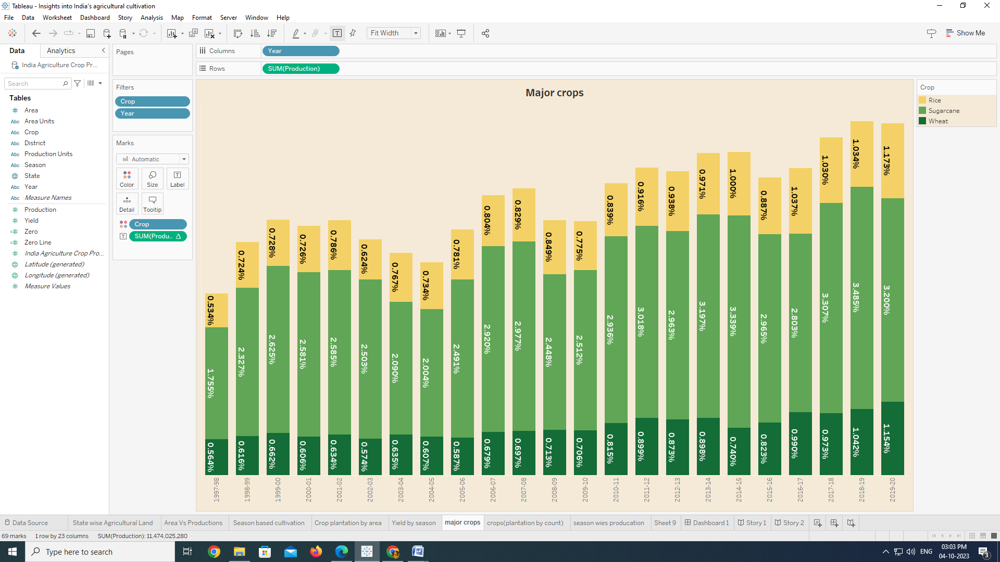 Tableau - Insights into India's agricultural cultivation
File Data Worksheet Dashboard Story Analysis Map Format Server Window Help
Fit Width
Show Me
Data Analytics
India Agriculture Crop Pr...
Search
Tables
# Area
Abc Area Units
Abc Crop
Abc District
Abc Production Units
Abc Season
State
Abc Year
Abc Measure Names
# Production
# Yield
=# Zero
=# Zero Line
# India Agriculture Crop Pro...
Latitude (generated)
Longitude (generated)
# Measure Values
Pages
Filters
Crop
Year
Marks
Automatic
Color Size Label
Detail Tooltip
Crop
SUM(Produ.. Δ
Columns Year
Rows SUM(Production)
Major crops
0.534% 0.724% 0.728% 0.726% 0.786% 0.624% 0.767% 0.734% 0.781% 0.804% 0.829% 0.849% 0.775% 0.839% 0.916% 0.938% 0.971% 1.000% 0.887% 1.037% 1.030% 1.034% 1.173%
1.755% 2.327% 2.625% 2.581% 2.585% 2.503% 2.090% 2.004% 2.491% 2.920% 2.977% 2.448% 2.512% 2.936% 3.018% 2.963% 3.197% 3.339% 2.965% 2.803% 3.307% 3.485% 3.200%
0.564% 0.616% 0.662% 0.606% 0.634% 0.574% 0.635% 0.607% 0.587% 0.679% 0.697% 0.713% 0.706% 0.815% 0.899% 0.873% 0.898% 0.740% 0.823% 0.990% 0.973% 1.042% 1.154%
1997-98 1998-99 1999-00 2000-01 2001-02 2002-03 2003-04 2004-05 2005-06 2006-07 2007-08 2008-09 2009-10 2010-11 2011-12 2012-13 2013-14 2014-15 2015-16 2016-17 2017-18 2018-19 2019-20
Crop
Rice
Sugarcane
Wheat
Data Source State wise Agricultural Land Area Vs Productions Season based cultivation Crop plantation by area Yield by season major crops crops(plantation by count) season wies producation Sheet 9 Dashboard 1 Story 1 Story 2
69 marks 1 row by 23 columns SUM(Production): 11,474,025,280
Type here to search
ENG
03:03 PM
04-10-2023
3